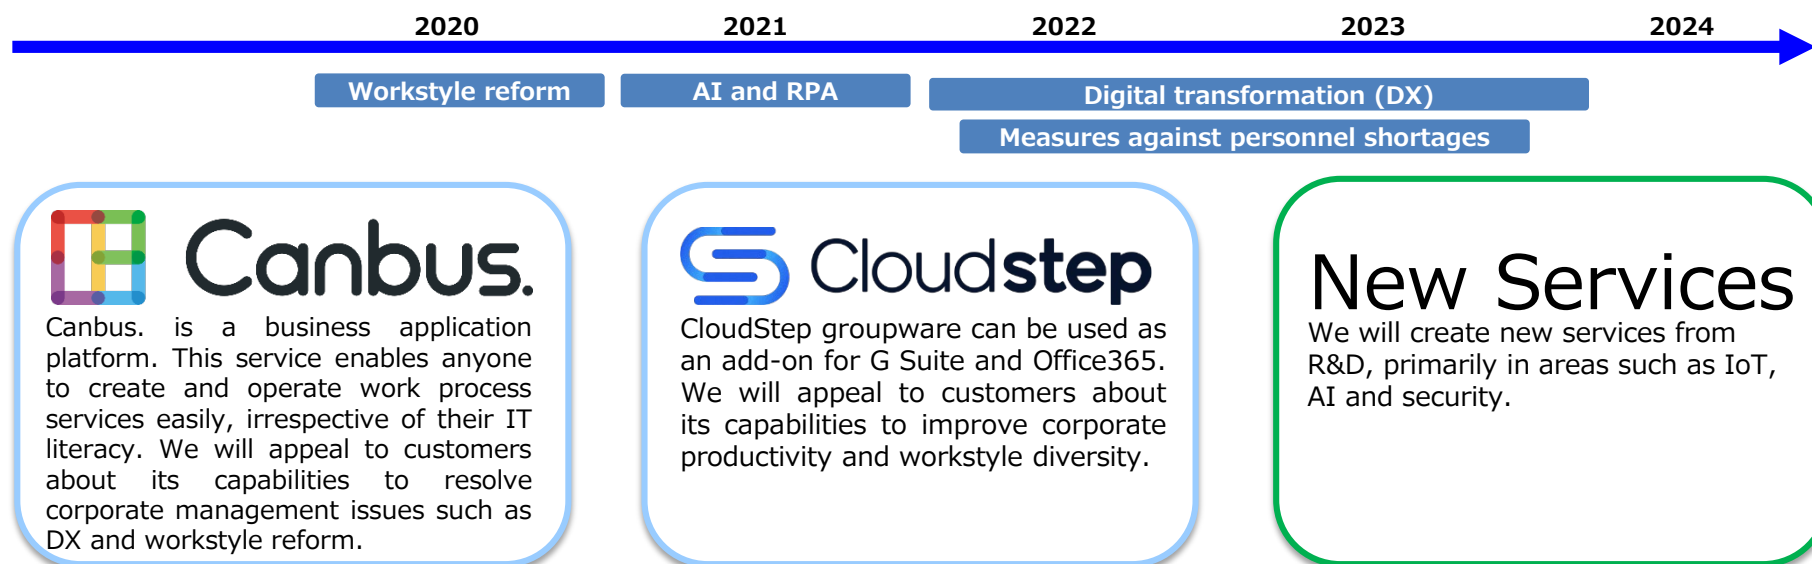 2020 2021 2022 2023 2024
Workstyle reform
AI and RPA
Digital transformation (DX)
Measures against personnel shortages
Canbus.
Canbus. is a business application
platform. This service enables anyone
to create and operate work process
services easily, irrespective of their IT
literacy. We will appeal to customers
about its capabilities to resolve
corporate management issues such as
DX and workstyle reform.
Cloudstep
CloudStep groupware can be used as
an add-on for G Suite and Office365.
We will appeal to customers about
its capabilities to improve corporate
productivity and workstyle diversity.
New Services
We will create new services from
R&D, primarily in areas such as IoT,
AI and security.